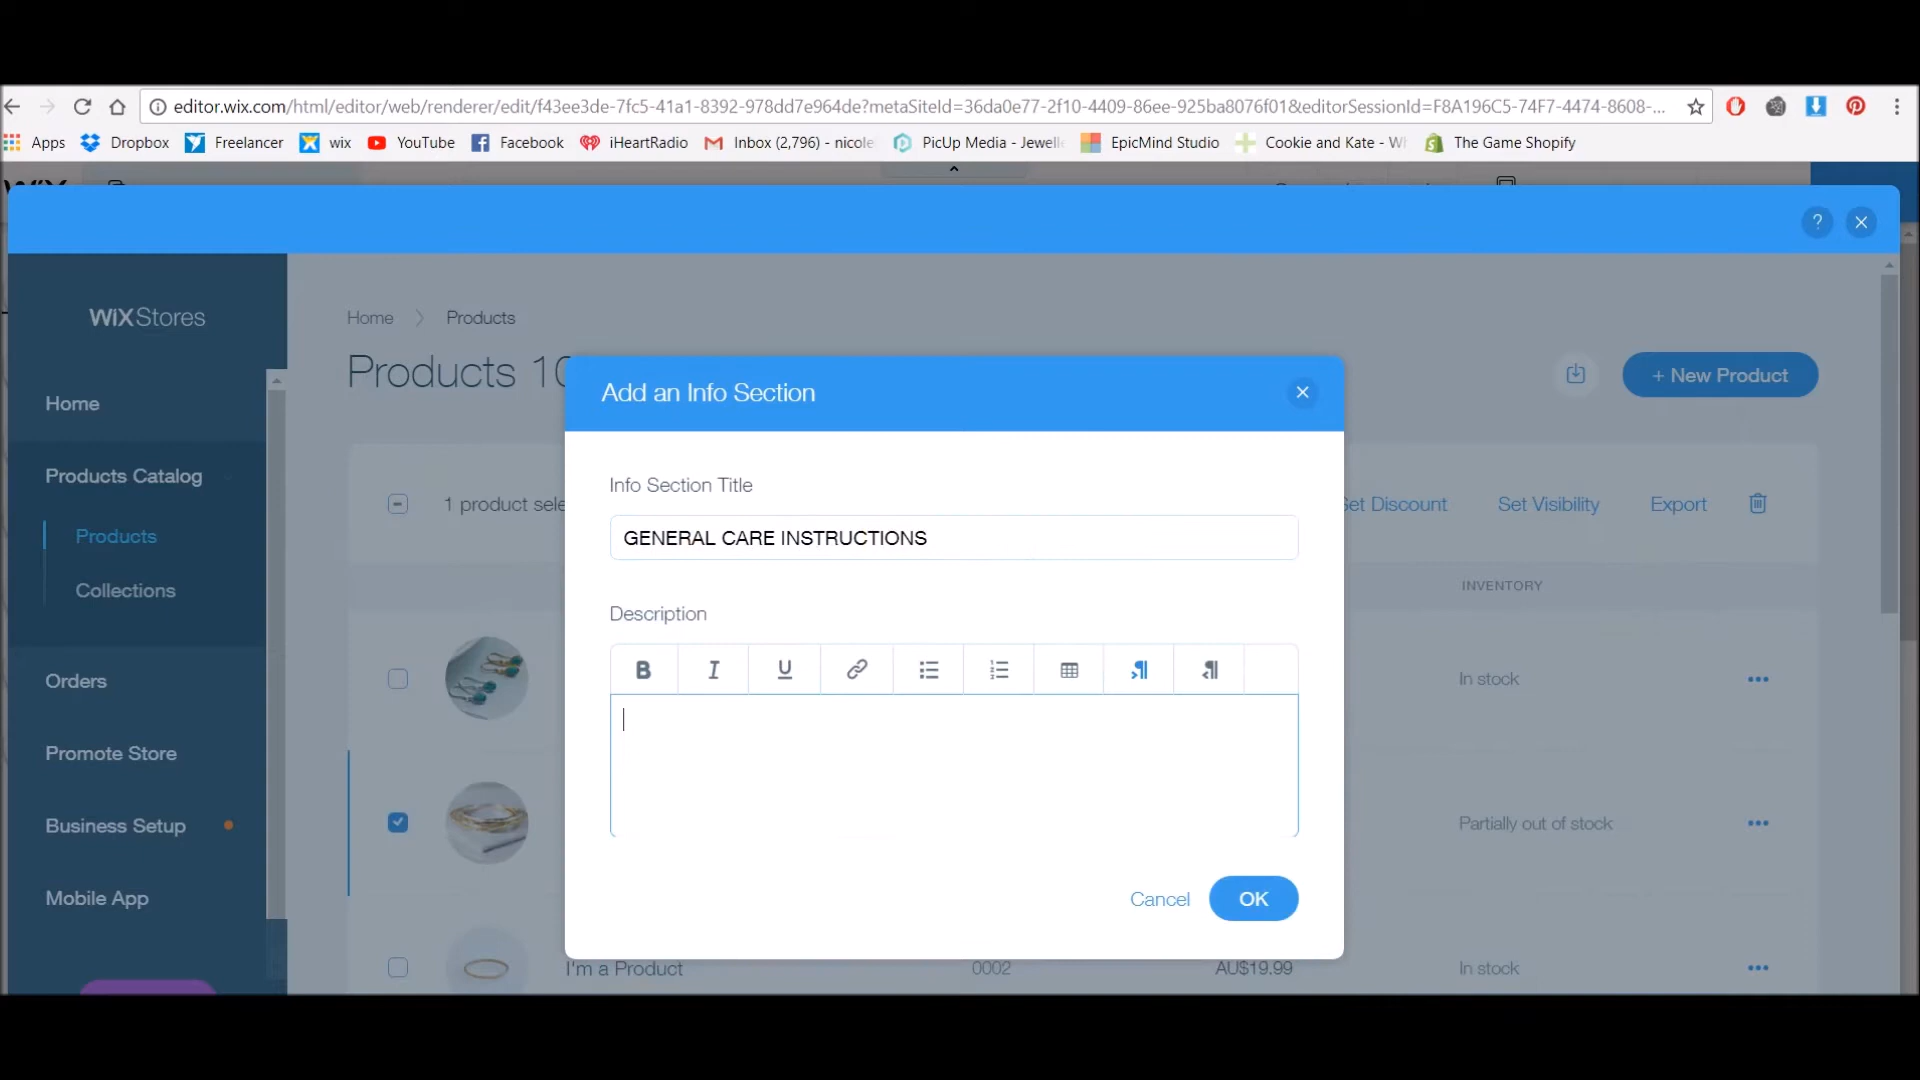 editor.wix.com/html/editor/web/renderer/edit/f43ee3de-7fc5-41a1-8392-978dd7e964de?metaSiteId=36da0e77-2f10-4409-86ee-925ba8076f01&editorSessionId=F8A196C5-74F7-4474-8608-...
Apps Dropbox Freelancer wix YouTube Facebook iHeartRadio Inbox (2,796) - nicole PicUp Media - Jewelle EpicMind Studio Cookie and Kate - W The Game Shopify
?
WiXStores
Home
Products Catalog
Products
Collections
Orders
Promote Store
Business Setup
Mobile App
Home > Products
Products 10
+ New Product
1 product sele
Set Discount Set Visibility Export
INVENTORY
In stock
Partially out of stock
I'm a Product 0002 AU$19.99 In stock
Add an Info Section
Info Section Title
GENERAL CARE INSTRUCTIONS
Description
B I U
Cancel OK